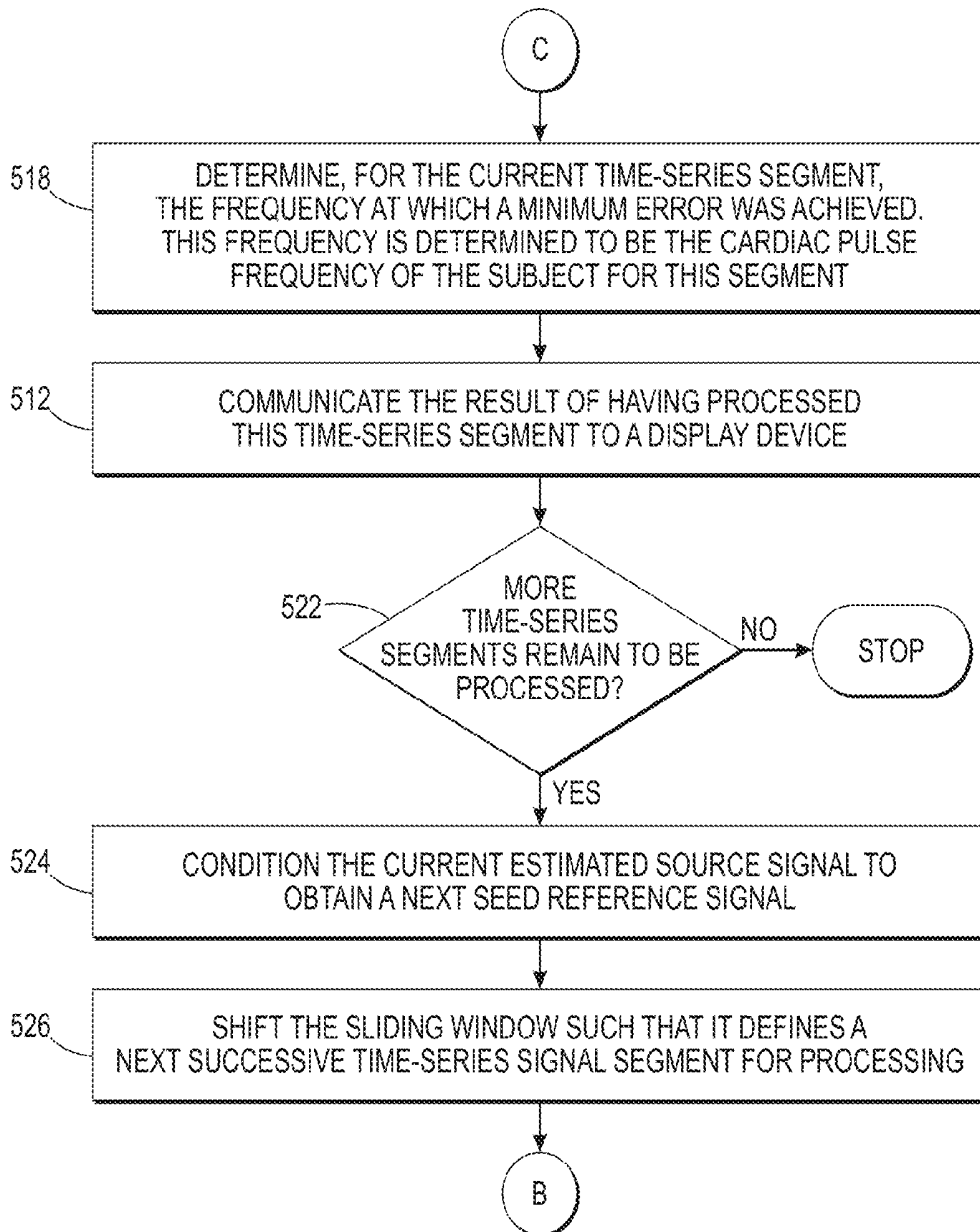 C
518
DETERMINE, FOR THE CURRENT TIME-SERIES SEGMENT,
THE FREQUENCY AT WHICH A MINIMUM ERROR WAS ACHIEVED.
THIS FREQUENCY IS DETERMINED TO BE THE CARDIAC PULSE
FREQUENCY OF THE SUBJECT FOR THIS SEGMENT
512
COMMUNICATE THE RESULT OF HAVING PROCESSED
THIS TIME-SERIES SEGMENT TO A DISPLAY DEVICE
522
MORE
TIME-SERIES
SEGMENTS REMAIN TO BE
PROCESSED?
NO
STOP
YES
524
CONDITION THE CURRENT ESTIMATED SOURCE SIGNAL TO
OBTAIN A NEXT SEED REFERENCE SIGNAL
526
SHIFT THE SLIDING WINDOW SUCH THAT IT DEFINES A
NEXT SUCCESSIVE TIME-SERIES SIGNAL SEGMENT FOR PROCESSING
B